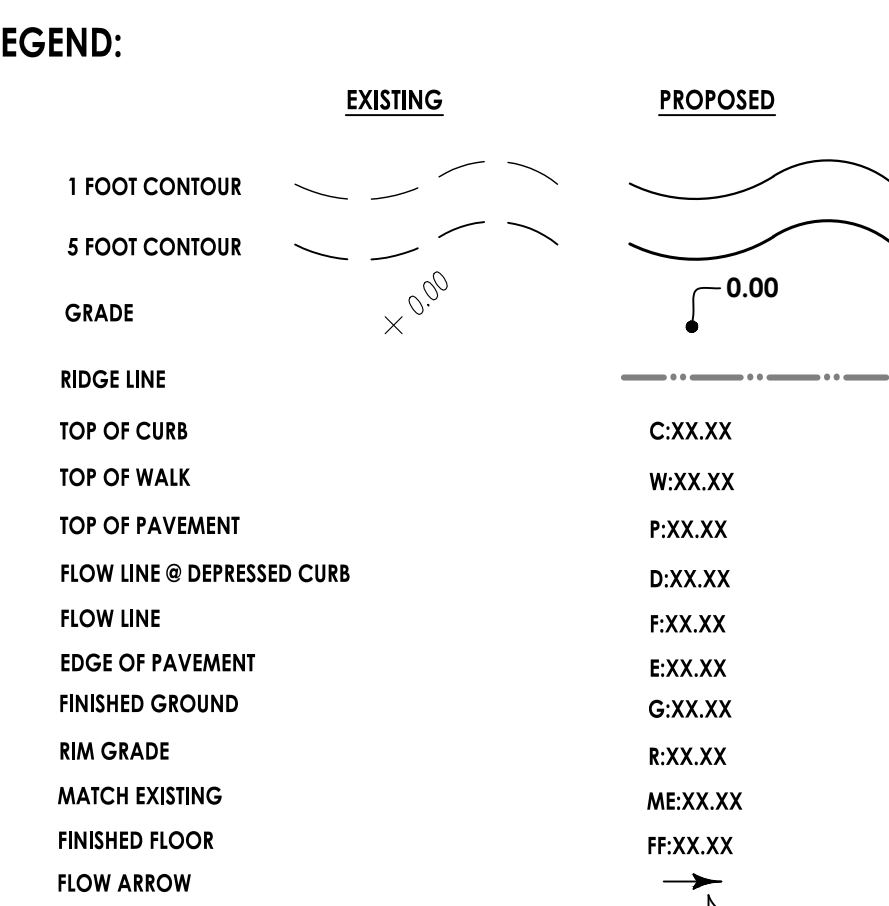 EGEND:
EXISTING PROPOSED
1 FOOT CONTOUR
5 FOOT CONTOUR
GRADE + 0.00 0.00
RIDGE LINE
TOP OF CURB C:XX.XX
TOP OF WALK W:XX.XX
TOP OF PAVEMENT P:XX.XX
FLOW LINE @ DEPRESSED CURB D:XX.XX
FLOW LINE F:XX.XX
EDGE OF PAVEMENT E:XX.XX
FINISHED GROUND G:XX.XX
RIM GRADE R:XX.XX
MATCH EXISTING ME:XX.XX
FINISHED FLOOR FF:XX.XX
FLOW ARROW